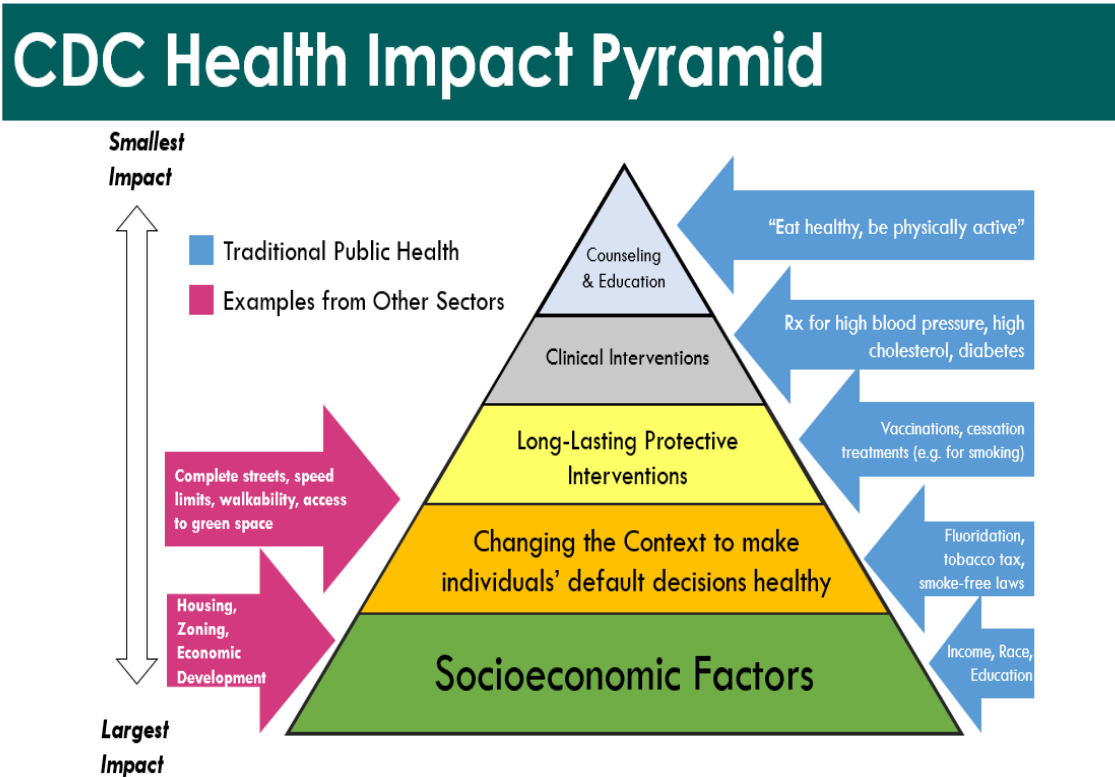 CDC Health Impact Pyramid
Smallest
Impact
Traditional Public Health
Examples from Other Sectors
Counseling
& Education
"Eat healthy, be physically active"
Clinical Interventions
Rx for high blood pressure, high
cholesterol, diabetes
Long-Lasting Protective
Interventions
Vaccinations, cessation
treatments (e.g. for smoking)
Complete streets, speed
limits, walkability, access
to green space
Changing the Context to make
individuals' default decisions healthy
Fluoridation,
tobacco tax,
smoke-free laws
Housing,
Zoning,
Economic
Development
Socioeconomic Factors
Income, Race,
Education
Largest
Impact